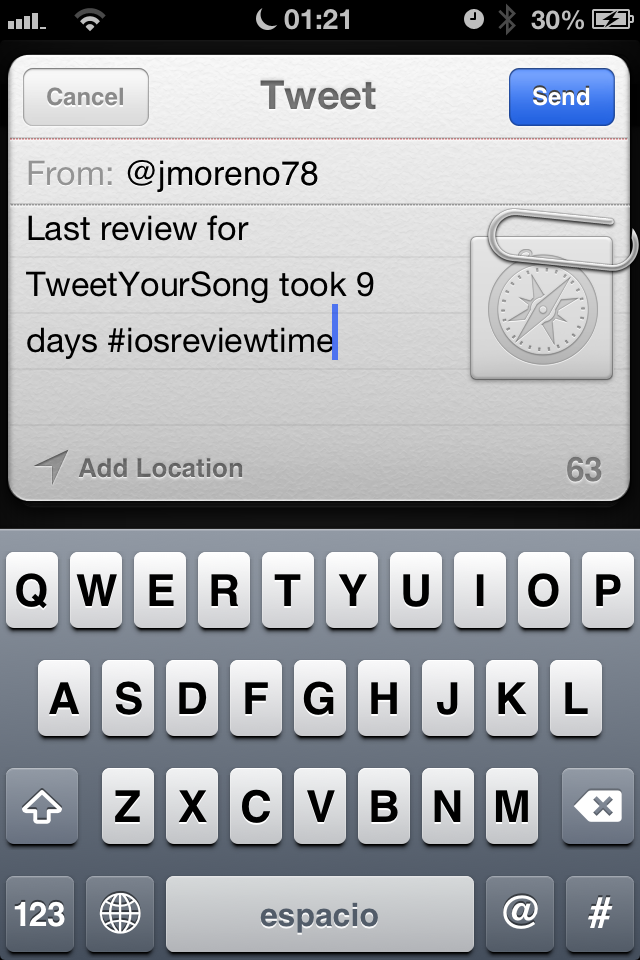 01:21 30%
Cancel Tweet Send
From: @jmoreno78
Last review for
TweetYourSong took 9
days #iosreviewtime
Add Location 63
Q W E R T Y U I O P
A S D F G H J K L
Z X C V B N M
123 espacio @ #